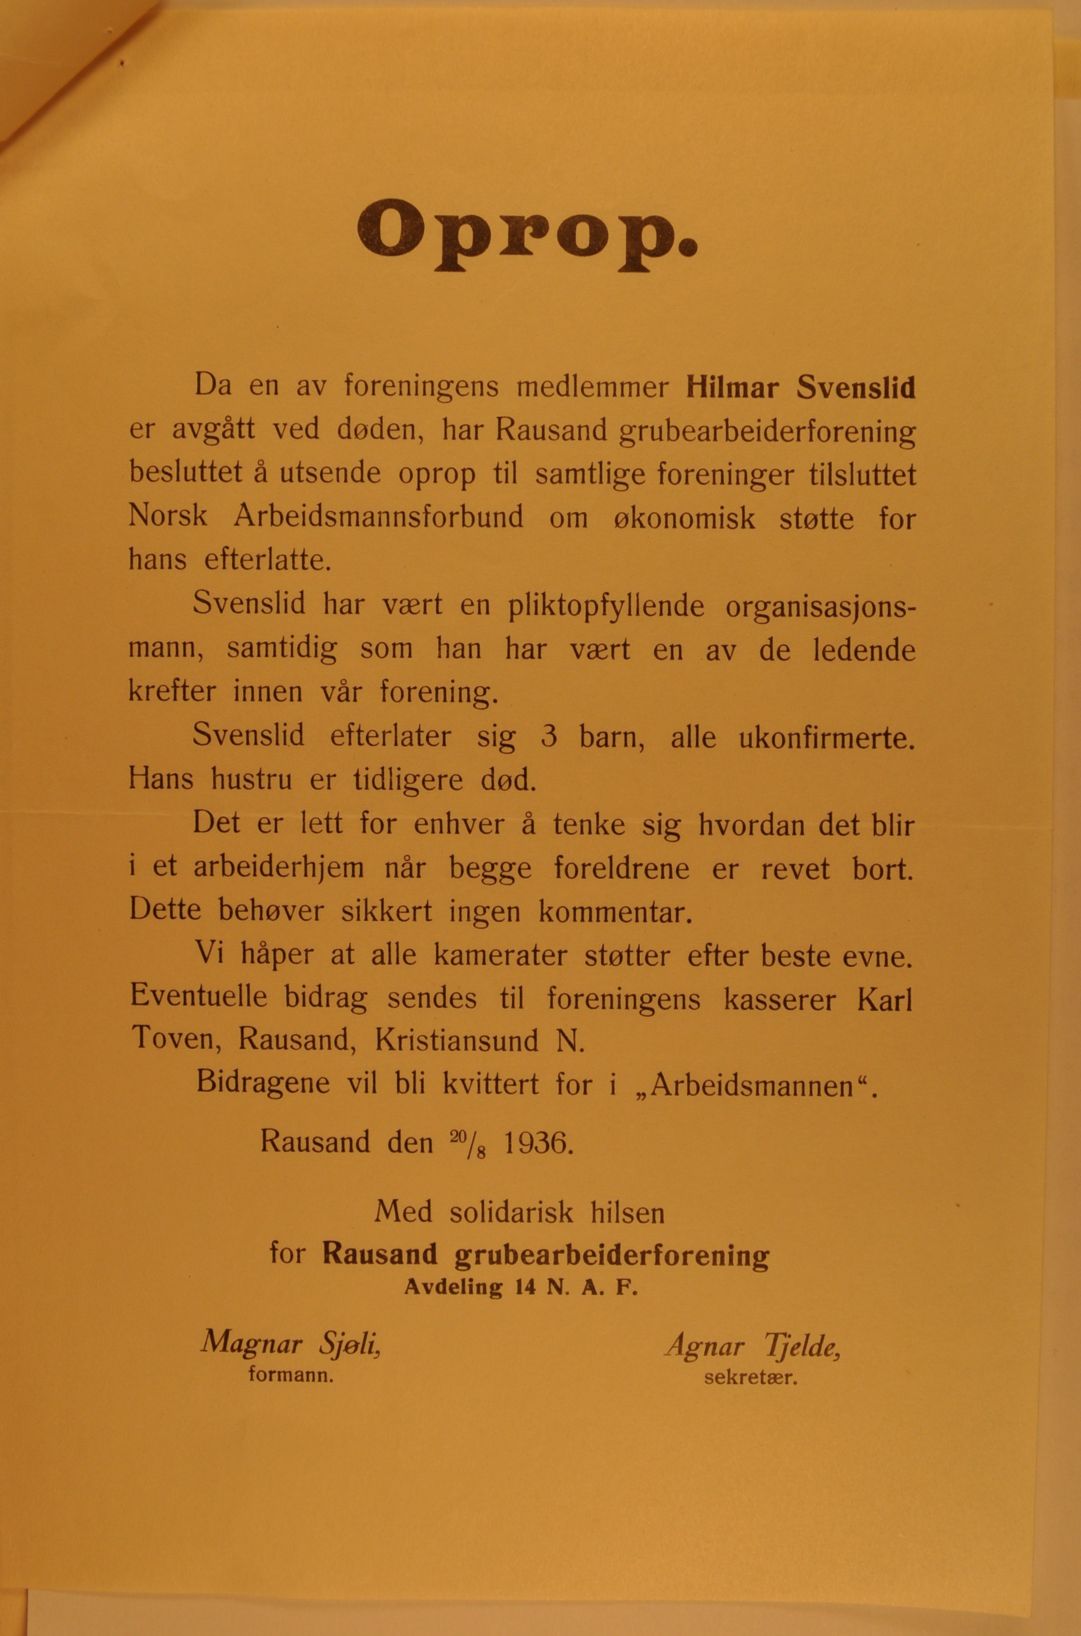 Oprop.
Da en av foreningens medlemmer Hilmar Svenslid
er avgått ved døden, har Rausand grubearbeiderforening
besluttet å utsende oprop til samtlige foreninger tilsluttet
Norsk Arbeidsmannsforbund om økonomisk støtte for
hans efterlatte.
Svenslid har vært en pliktopfyllende organisasjons-
mann, samtidig som han har vært en av de ledende
krefter innen vår forening.
Svenslid efterlater sig 3 barn, alle ukonfirmerte.
Hans hustru er tidligere død.
Det er lett for enhver å tenke sig hvordan det blir
i et arbeiderhjem når begge foreldrene er revet bort.
Dette behøver sikkert ingen kommentar.
Vi håper at alle kamerater støtter efter beste evne.
Eventuelle bidrag sendes til foreningens kasserer Karl
Toven, Rausand, Kristiansund N.
Bidragene vil bli kvittert for i „Arbeidsmannen“.
Rausand den 20/8 1936.
Med solidarisk hilsen
for Rausand grubearbeiderforening
Avdeling 14 N. A. F.
Magnar Sjøli, Agnar Tjelde,
formann. sekretær.